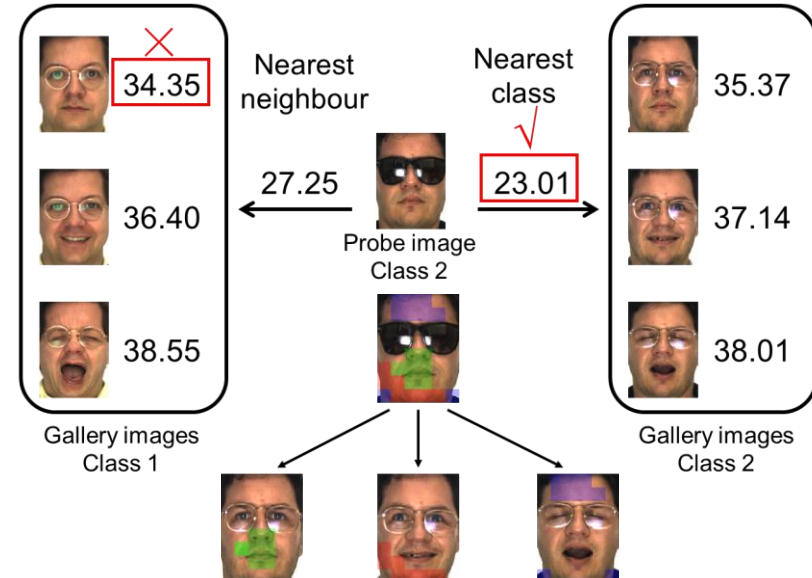 34.35
36.40
38.55
Gallery images
Class 1
Nearest
neighbour
27.25
Nearest
class
√
23.01
Probe image
Class 2
35.37
37.14
38.01
Gallery images
Class 2